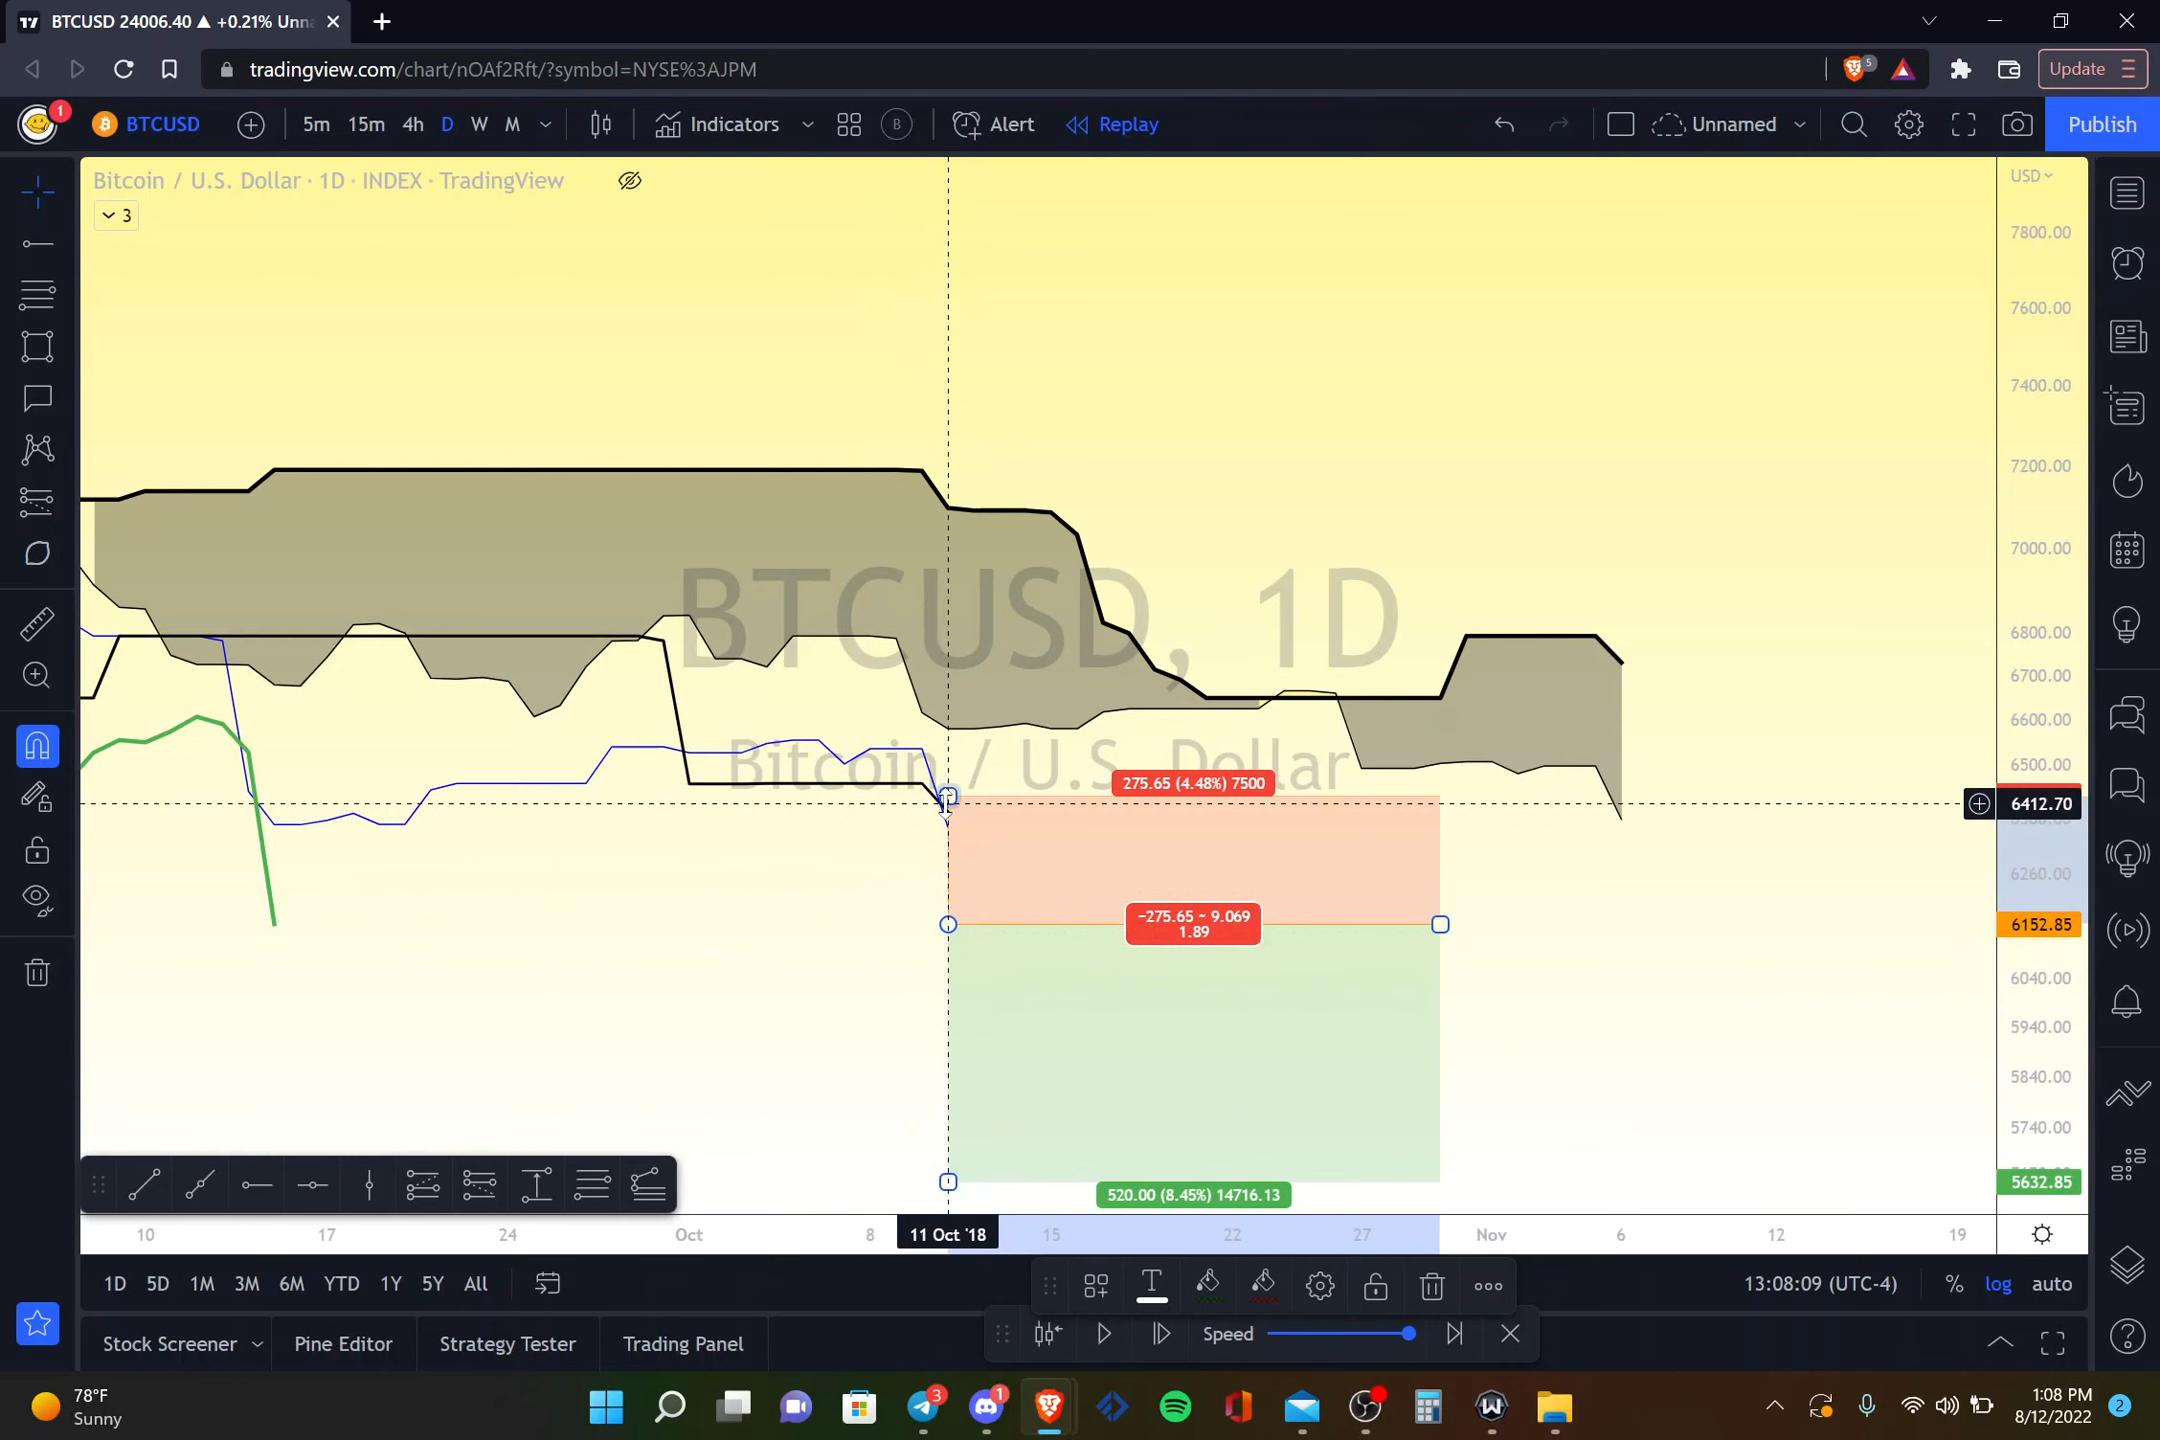 BTCUSD 24006.40 ▲ +0.21% Unn
tradingview.com/chart/nOAf2Rft/?symbol=NYSE%3AJPM
5
Update
1
BTCUSD
5m 15m 4h D W M
Indicators
B
Alert
Replay
Unnamed
Publish
Bitcoin / U.S. Dollar · 1D · INDEX · TradingView
3
USD
7800.00
7600.00
7400.00
7200.00
7000.00
6800.00
6700.00
6600.00
6500.00
6412.70
6260.00
6152.85
6040.00
5940.00
5840.00
5740.00
5632.85
BTCUSD, 1D
Bitcoin / U.S. Dollar
275.65 (4.48%) 7500
−275.65 ~ 9.069
1.89
520.00 (8.45%) 14716.13
10 17 24 Oct 8 11 Oct '18 15 22 27 Nov 6 12 19
1D 5D 1M 3M 6M YTD 1Y 5Y All
T
13:08:09 (UTC-4) % log auto
Stock Screener Pine Editor Strategy Tester Trading Panel
Speed
78°F
Sunny
3
1
1:08 PM
8/12/2022
2